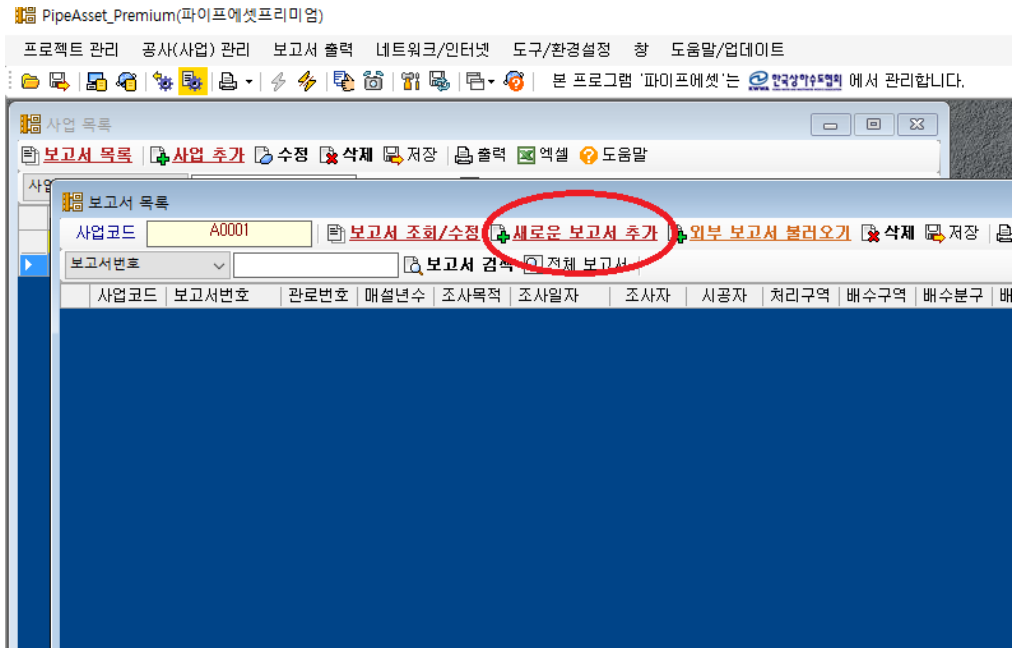 PipeAsset_Premium(파이프에셋프리미엄)
프로젝트 관리 공사(사업) 관리 보고서 출력 네트워크/인터넷 도구/환경설정 창 도움말/업데이트
본 프로그램 '파이프에셋'는 한국상하수도협회 에서 관리합니다.
사업 목록
보고서 목록 사업 추가 수정 삭제 저장 출력 엑셀 도움말
보고서 목록
사업코드 A0001 보고서 조회/수정 새로운 보고서 추가 외부 보고서 불러오기 삭제 저장
보고서번호 보고서 검색 전체 보고서
사업코드 보고서번호 관로번호 매설년수 조사목적 조사일자 조사자 시공자 처리구역 배수구역 배수분구